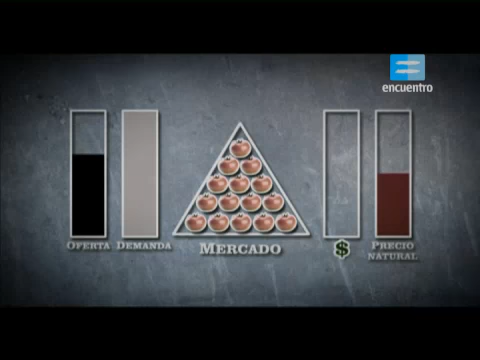 encuentro
OFERTA DEMANDA
MERCADO
$
PRECIO
NATURAL